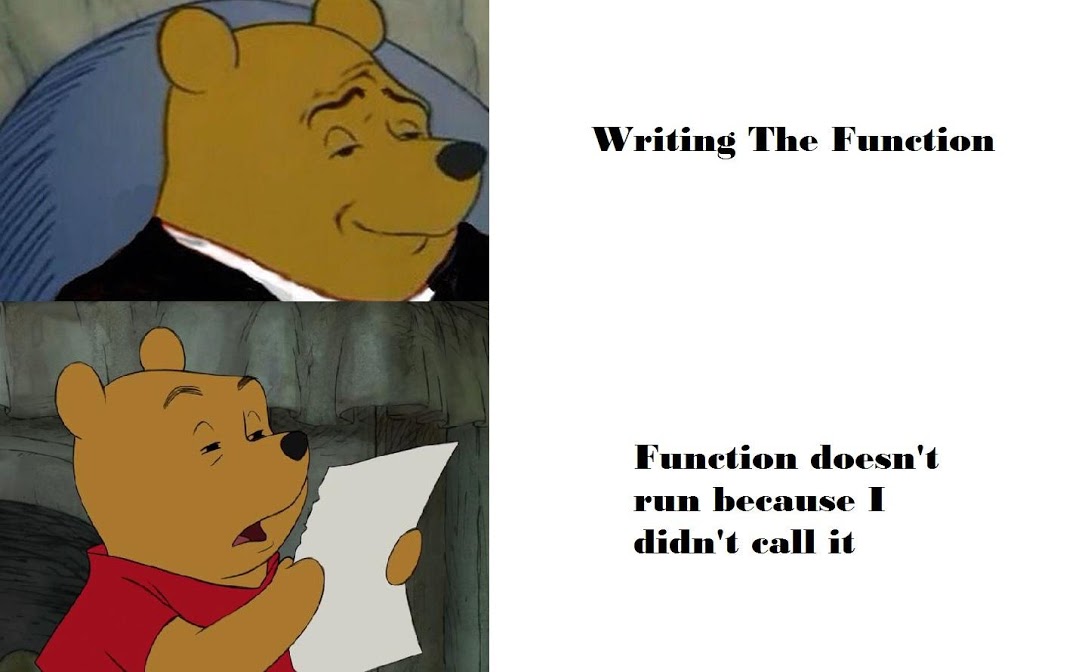 Writing The Function
Function doesn't
run because I
didn't call it